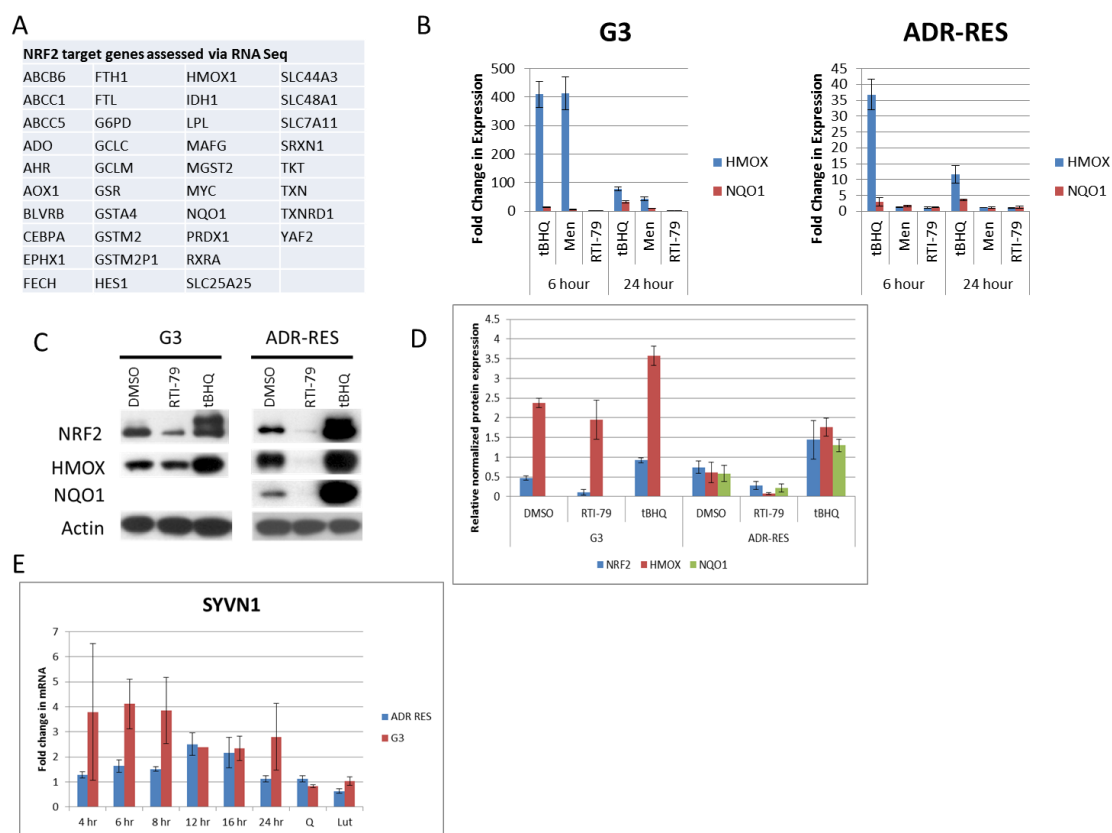 A
NRF2 target genes assessed via RNA Seq
ABCB6 FTH1 HMOX1 SLC44A3
ABCC1 FTL IDH1 SLC48A1
ABCC5 G6PD LPL SLC7A11
ADO GCLC MAFG SRXN1
AHR GCLM MGST2 TKT
AOX1 GSR MYC TXN
BLVRB GSTA4 NQO1 TXNRD1
CEBPA GSTM2 PRDX1 YAF2
EPHX1 GSTM2P1 RXRA
FECH HES1 SLC25A25
B
G3
Fold Change in Expression
500
400
300
200
100
0
tBHQ Men RTI-79 tBHQ Men RTI-79
6 hour 24 hour
HMOX
NQO1
ADR-RES
Fold Change in Expression
45
40
35
30
25
20
15
10
5
0
tBHQ Men RTI-79 tBHQ Men RTI-79
6 hour 24 hour
HMOX
NQO1
C
G3 ADR-RES
DMSO RTI-79 tBHQ DMSO RTI-79 tBHQ
NRF2
HMOX
NQO1
Actin
D
Relative normalized protein expression
4.5
4
3.5
3
2.5
2
1.5
1
0.5
0
DMSO RTI-79 tBHQ DMSO RTI-79 tBHQ
G3 ADR-RES
NRF2 HMOX NQO1
E
SYVN1
Fold change in mRNA
7
6
5
4
3
2
1
0
4 hr 6 hr 8 hr 12 hr 16 hr 24 hr Q Lut
ADR RES
G3